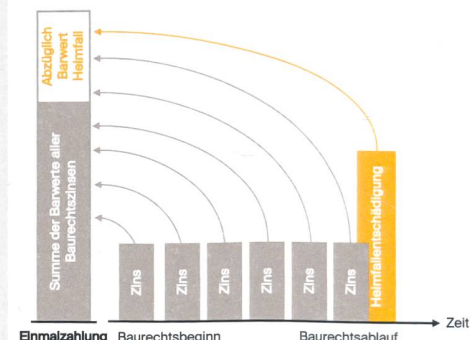 Abzüglich
Barwert
Heimfall
Summe der Barwerte aller
Baurechtszinsen
Zins
Zins
Zins
Zins
Zins
Zins
Heimfallentschädigung
Zeit
Einmalzahlung
Baurechtsbeginn
Baurechtsablauf